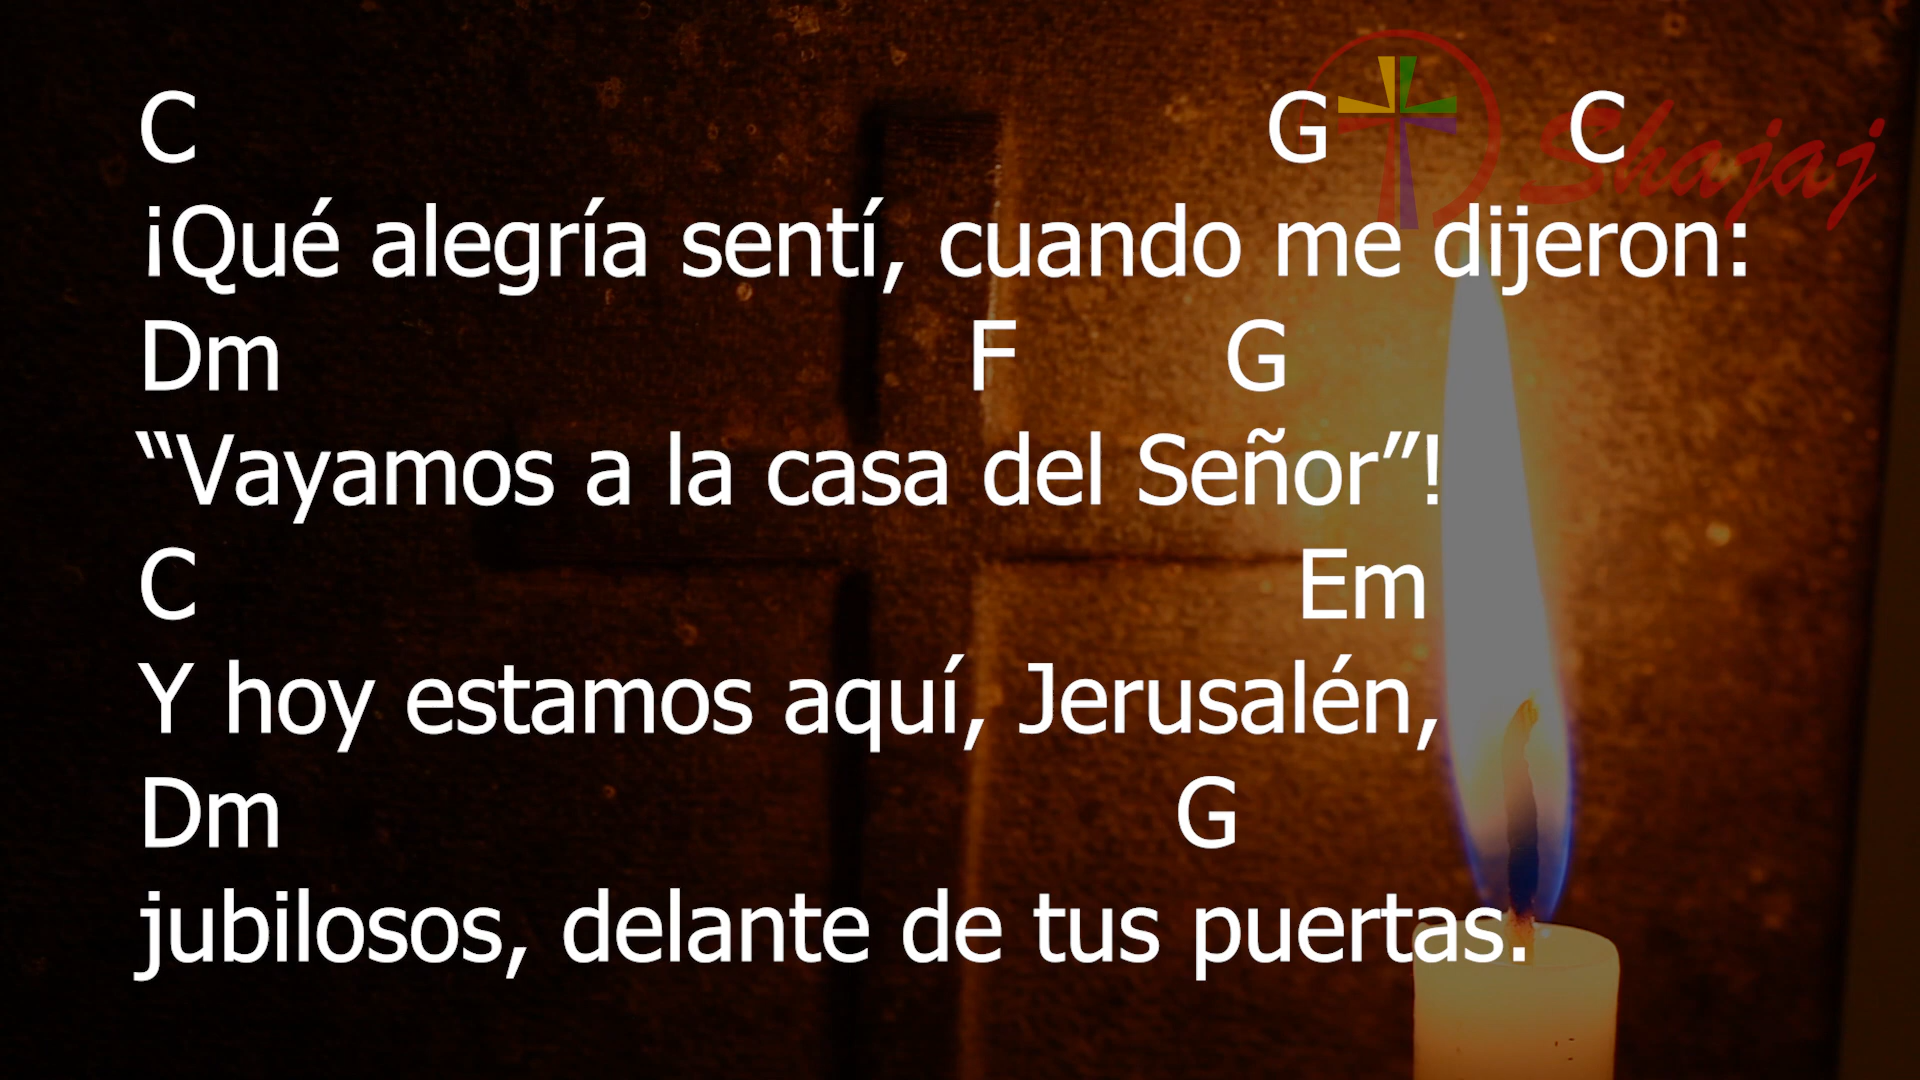 C G C
Shajaj
¡Qué alegría sentí, cuando me dijeron:
Dm F G
“Vayamos a la casa del Señor”!
C Em
Y hoy estamos aquí, Jerusalén,
Dm G
jubilosos, delante de tus puertas.